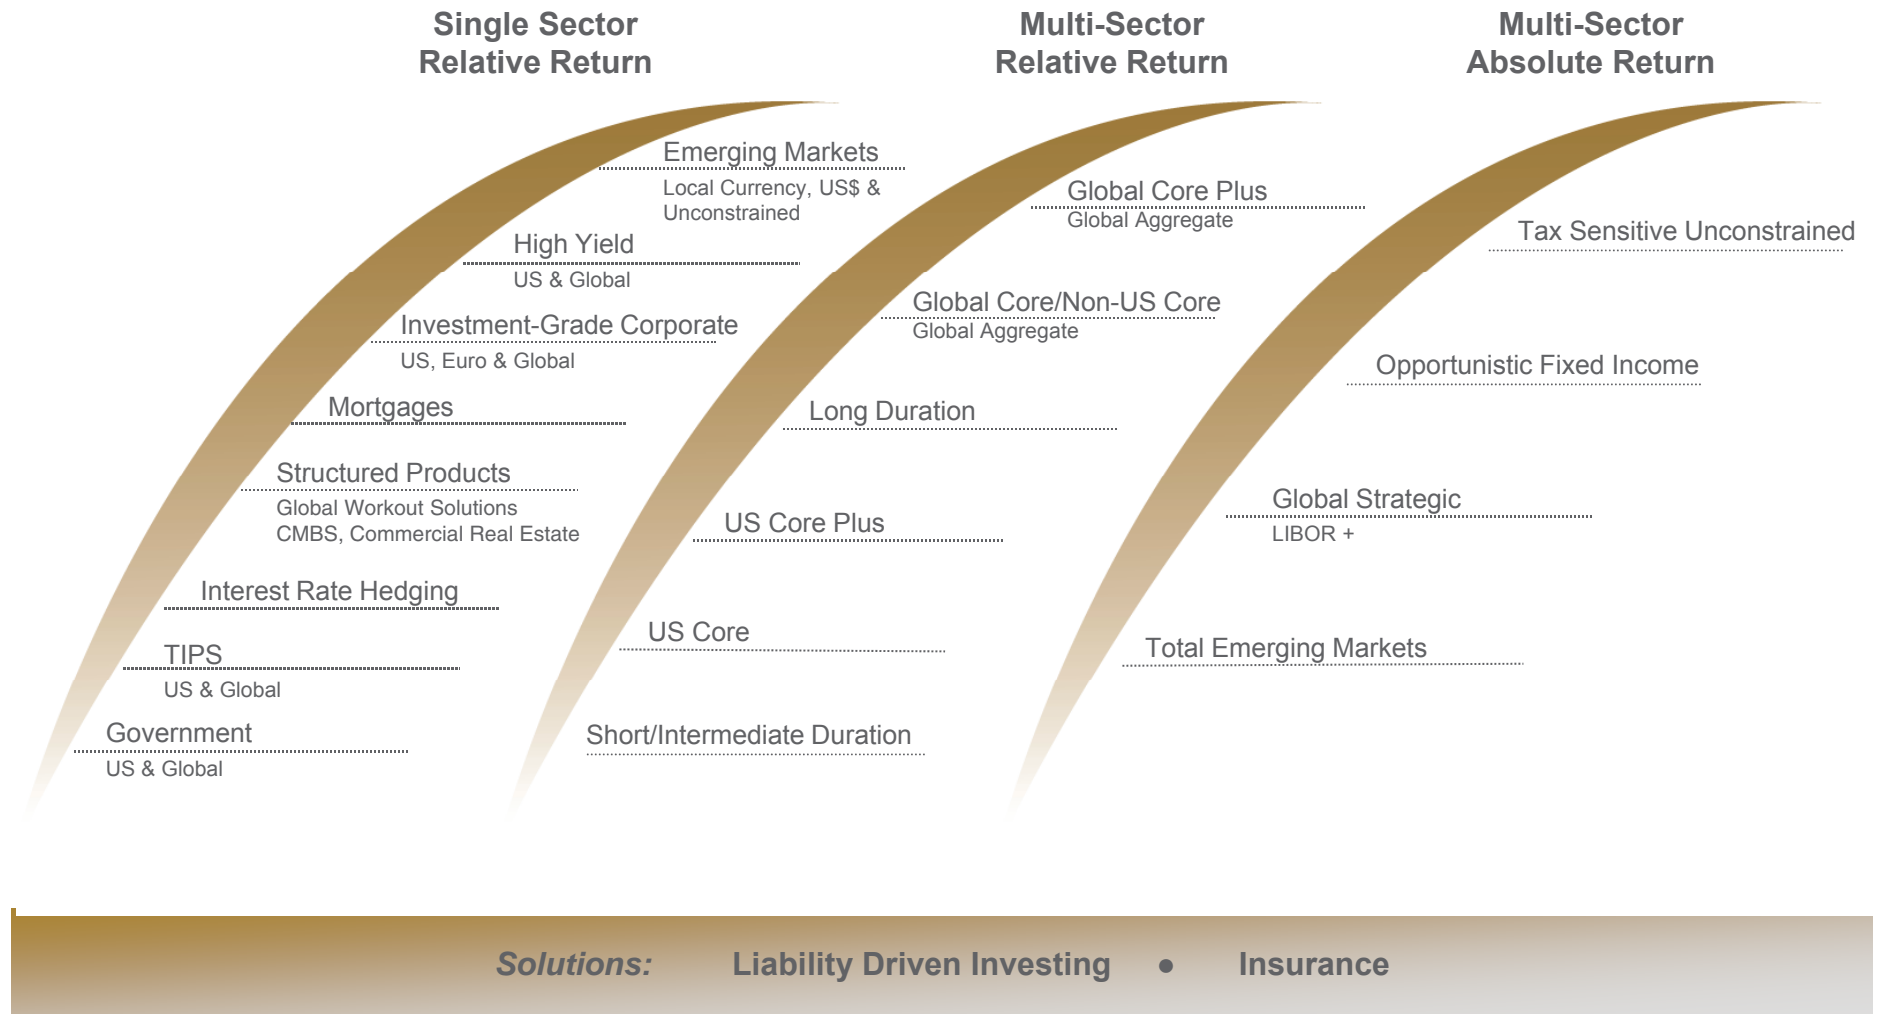 Single Sector
Relative Return
Emerging Markets
Local Currency, US$ &
Unconstrained
High Yield
US & Global
Investment-Grade Corporate
US, Euro & Global
Mortgages
Structured Products
Global Workout Solutions
CMBS, Commercial Real Estate
Interest Rate Hedging
TIPS
US & Global
Government
US & Global
Multi-Sector
Relative Return
Global Core Plus
Global Aggregate
Global Core/Non-US Core
Global Aggregate
Long Duration
US Core Plus
US Core
Short/Intermediate Duration
Multi-Sector
Absolute Return
Tax Sensitive Unconstrained
Opportunistic Fixed Income
Global Strategic
LIBOR +
Total Emerging Markets
Solutions: Liability Driven Investing ● Insurance